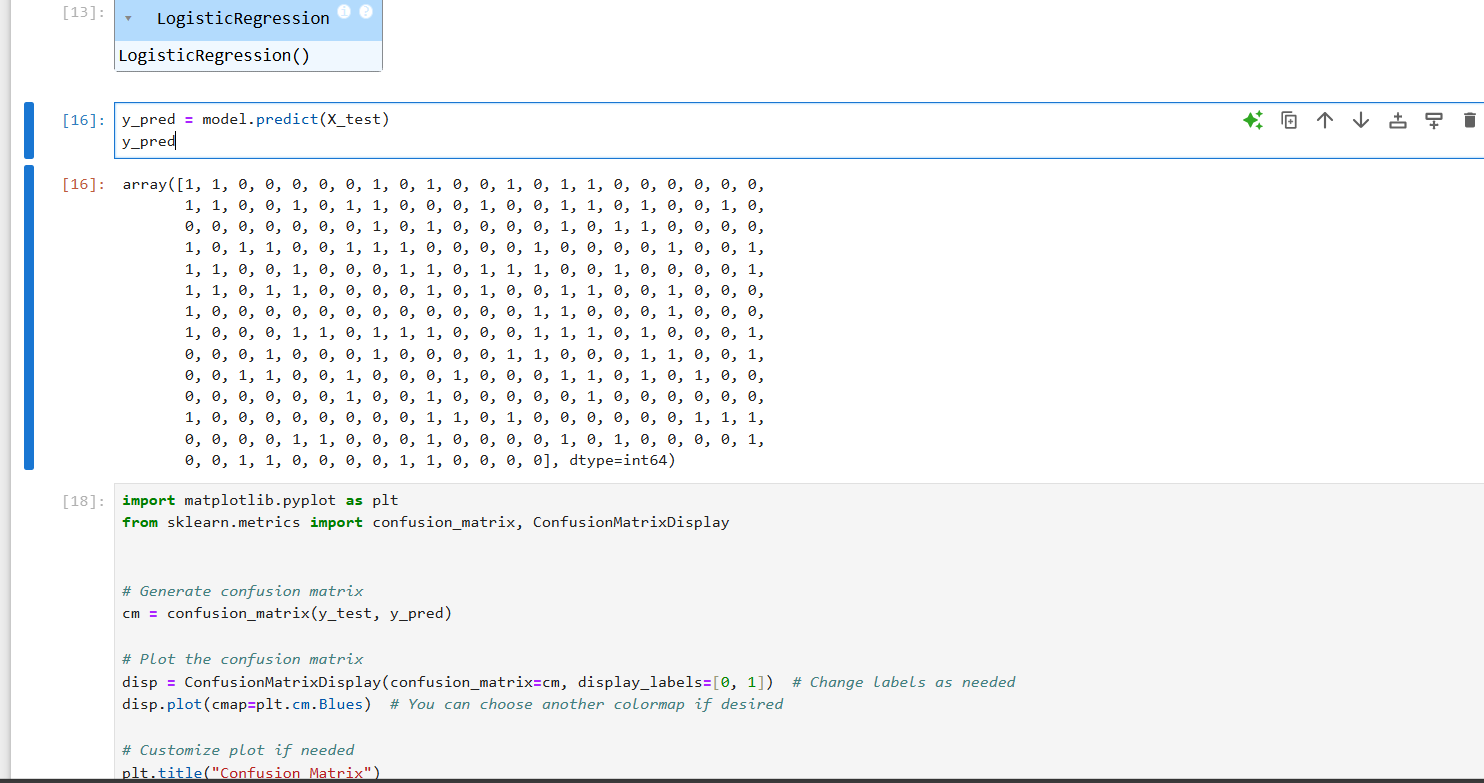 [13]:
LogisticRegression
LogisticRegression()
[16]: y_pred = model.predict(X_test)
y_pred
[16]: array([1, 1, 0, 0, 0, 0, 0, 1, 0, 1, 0, 0, 1, 0, 1, 1, 0, 0, 0, 0, 0, 0,
1, 1, 0, 0, 1, 0, 1, 1, 0, 0, 0, 1, 0, 0, 1, 1, 0, 1, 0, 0, 1, 0,
0, 0, 0, 0, 0, 0, 0, 1, 0, 1, 0, 0, 0, 0, 1, 0, 1, 1, 0, 0, 0, 0,
1, 0, 1, 1, 0, 0, 1, 1, 1, 0, 0, 0, 0, 1, 0, 0, 0, 0, 1, 0, 0, 1,
1, 1, 0, 0, 1, 0, 0, 0, 1, 1, 0, 1, 1, 1, 0, 0, 1, 0, 0, 0, 0, 1,
1, 1, 0, 1, 1, 0, 0, 0, 0, 1, 0, 1, 0, 0, 1, 1, 0, 0, 1, 0, 0, 0,
1, 0, 0, 0, 0, 0, 0, 0, 0, 0, 0, 0, 0, 1, 1, 0, 0, 0, 1, 0, 0, 0,
1, 0, 0, 0, 1, 1, 0, 1, 1, 1, 0, 0, 0, 1, 1, 1, 0, 1, 0, 0, 0, 1,
0, 0, 0, 1, 0, 0, 0, 1, 0, 0, 0, 0, 1, 1, 0, 0, 0, 1, 1, 0, 0, 1,
0, 0, 1, 1, 0, 0, 1, 0, 0, 0, 1, 0, 0, 0, 1, 1, 0, 1, 0, 1, 0, 0,
0, 0, 0, 0, 0, 0, 1, 0, 0, 1, 0, 0, 0, 0, 0, 1, 0, 0, 0, 0, 0, 0,
1, 0, 0, 0, 0, 0, 0, 0, 0, 1, 1, 0, 1, 0, 0, 0, 0, 0, 0, 1, 1, 1,
0, 0, 0, 0, 1, 1, 0, 0, 0, 1, 0, 0, 0, 0, 1, 0, 1, 0, 0, 0, 0, 1,
0, 0, 1, 1, 0, 0, 0, 0, 1, 1, 0, 0, 0, 0], dtype=int64)
[18]: import matplotlib.pyplot as plt
from sklearn.metrics import confusion_matrix, ConfusionMatrixDisplay
# Generate confusion matrix
cm = confusion_matrix(y_test, y_pred)
# Plot the confusion matrix
disp = ConfusionMatrixDisplay(confusion_matrix=cm, display_labels=[0, 1])  # Change labels as needed
disp.plot(cmap=plt.cm.Blues)  # You can choose another colormap if desired
# Customize plot if needed
plt.title("Confusion Matrix")